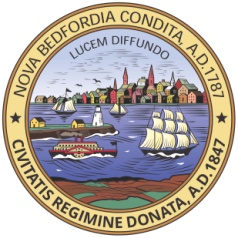 NOVA BEDFORDIA CONDITA, A.D.1787
LUCEM DIFFUNDO
CIVITATIS REGIMINE DONATA, A.D.1847